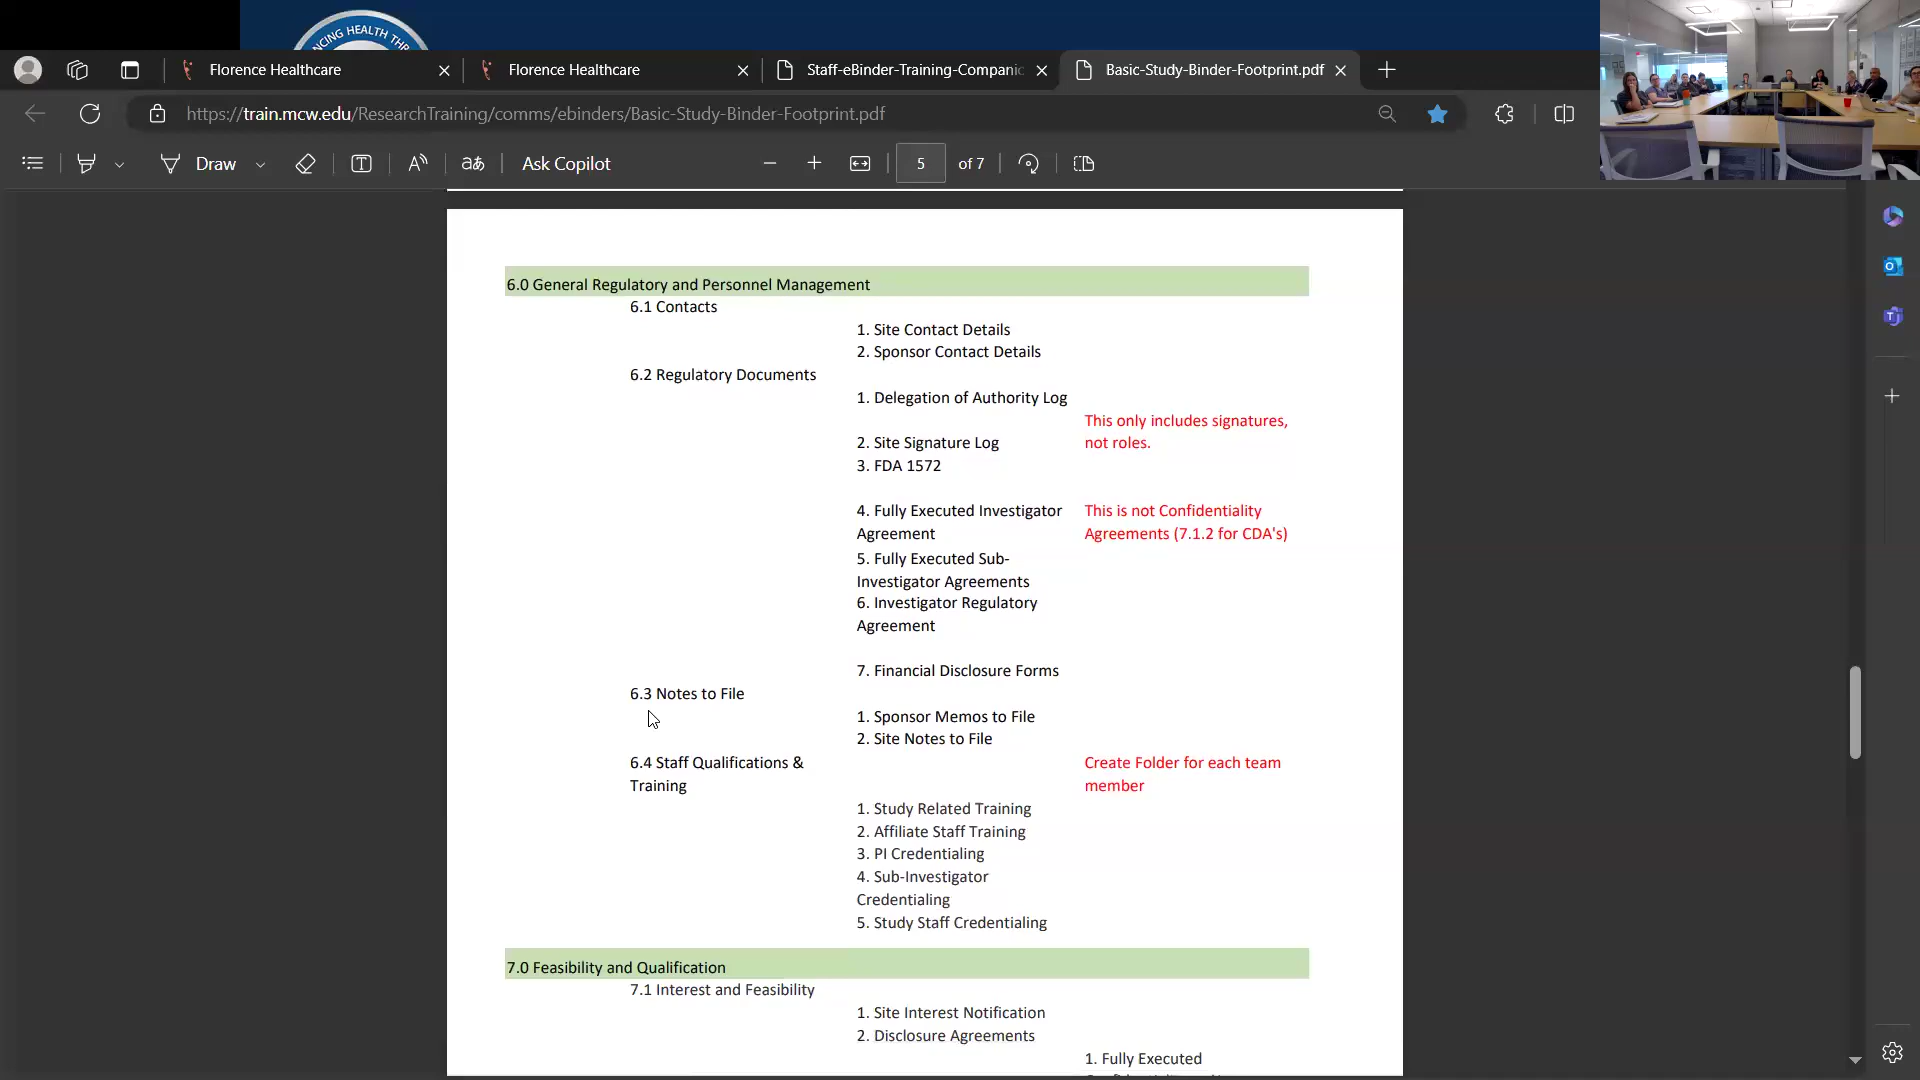 NCING HEALTH THR
Florence Healthcare
Florence Healthcare
Staff-eBinder-Training-Companic
Basic-Study-Binder-Footprint.pdf
https://train.mcw.edu/ResearchTraining/comms/ebinders/Basic-Study-Binder-Footprint.pdf
Draw
aあ
Ask Copilot
5
of 7
6.0 General Regulatory and Personnel Management
6.1 Contacts
1. Site Contact Details
2. Sponsor Contact Details
6.2 Regulatory Documents
1. Delegation of Authority Log
This only includes signatures,
2. Site Signature Log
not roles.
3. FDA 1572
4. Fully Executed Investigator
Agreement
This is not Confidentiality
Agreements (7.1.2 for CDA's)
5. Fully Executed Sub-
Investigator Agreements
6. Investigator Regulatory
Agreement
7. Financial Disclosure Forms
6.3 Notes to File
1. Sponsor Memos to File
2. Site Notes to File
6.4 Staff Qualifications &
Training
Create Folder for each team
member
1. Study Related Training
2. Affiliate Staff Training
3. PI Credentialing
4. Sub-Investigator
Credentialing
5. Study Staff Credentialing
7.0 Feasibility and Qualification
7.1 Interest and Feasibility
1. Site Interest Notification
2. Disclosure Agreements
1. Fully Executed